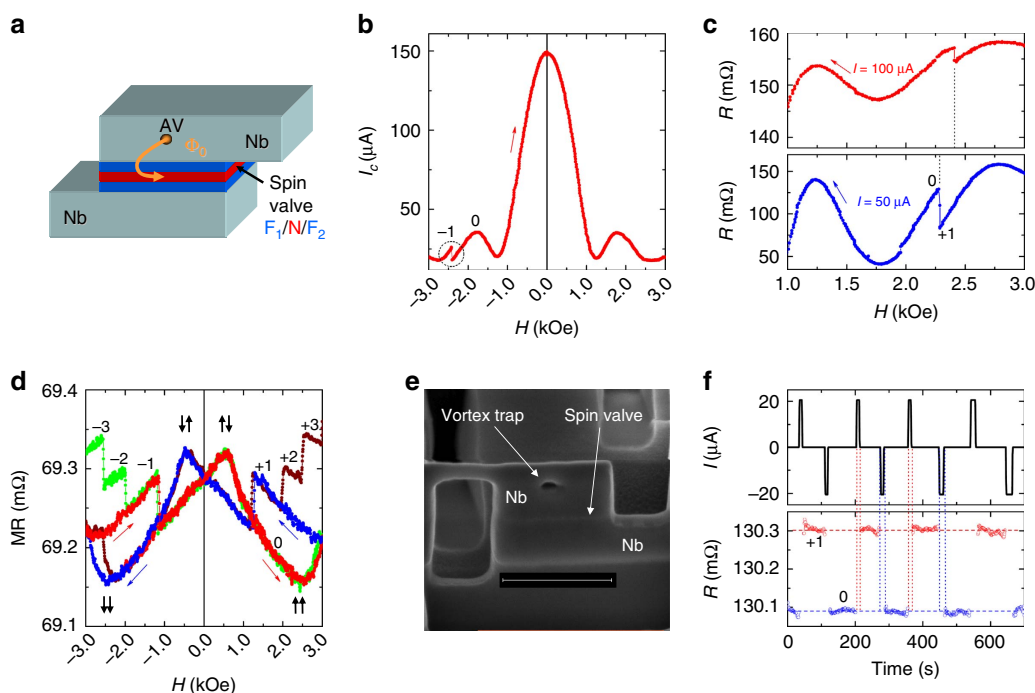 a
AV
Φ0
Nb
Nb
Spin
valve
F1/N/F2
b
150
100
50
Ic (μA)
−1
0
−3.0
−2.0
−1.0
0.0
1.0
2.0
3.0
H (kOe)
c
160
150
140
R (mΩ)
I = 100 μA
150
100
50
R (mΩ)
I = 50 μA
0
+1
1.0
1.5
2.0
2.5
3.0
H (kOe)
d
69.4
69.3
69.2
69.1
MR (mΩ)
−3
−2
−1
↓↑
↑↓
+1
+2
+3
0
↓↓
↑↑
−3.0
−2.0
−1.0
0.0
1.0
2.0
3.0
H (kOe)
e
Vortex trap
Spin valve
Nb
Nb
f
20
0
−20
I (μA)
130.3
130.1
R (mΩ)
+1
0
0
200
400
600
Time (s)